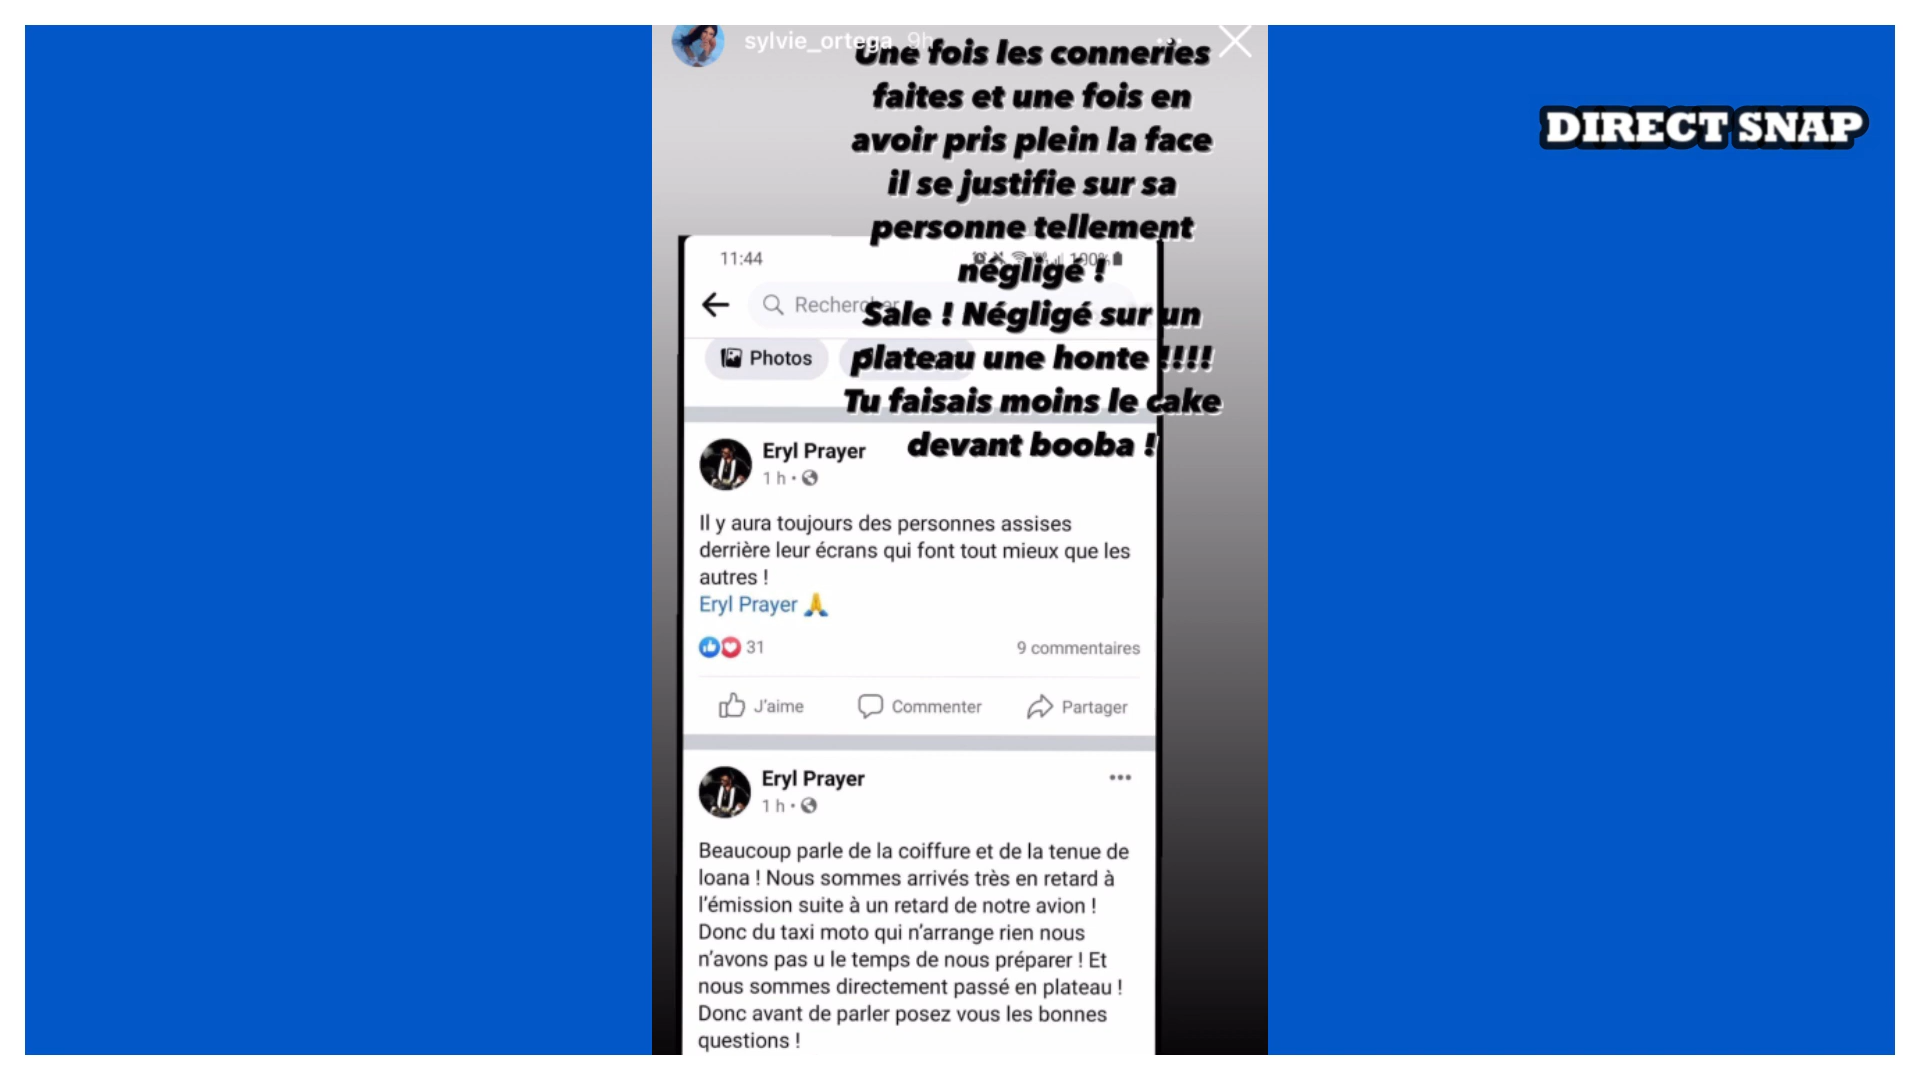 sylvie_ortega 9h
Une fois les conneries
faites et une fois en
avoir pris plein la face
il se justifie sur sa
personne tellement
négligé !
Sale ! Négligé sur un
plateau une honte !!!!
Tu faisais moins le cake
devant booba !
DIRECT SNAP
11:44
100%
Rechercher
Photos
Eryl Prayer
1 h
Il y aura toujours des personnes assises
derrière leur écrans qui font tout mieux que les
autres !
Eryl Prayer 🙏
31
9 commentaires
J'aime
Commenter
Partager
Eryl Prayer
1 h
Beaucoup parle de la coiffure et de la tenue de
loana ! Nous sommes arrivés très en retard à
l'émission suite à un retard de notre avion !
Donc du taxi moto qui n'arrange rien nous
n'avons pas u le temps de nous préparer ! Et
nous sommes directement passé en plateau !
Donc avant de parler posez vous les bonnes
questions !